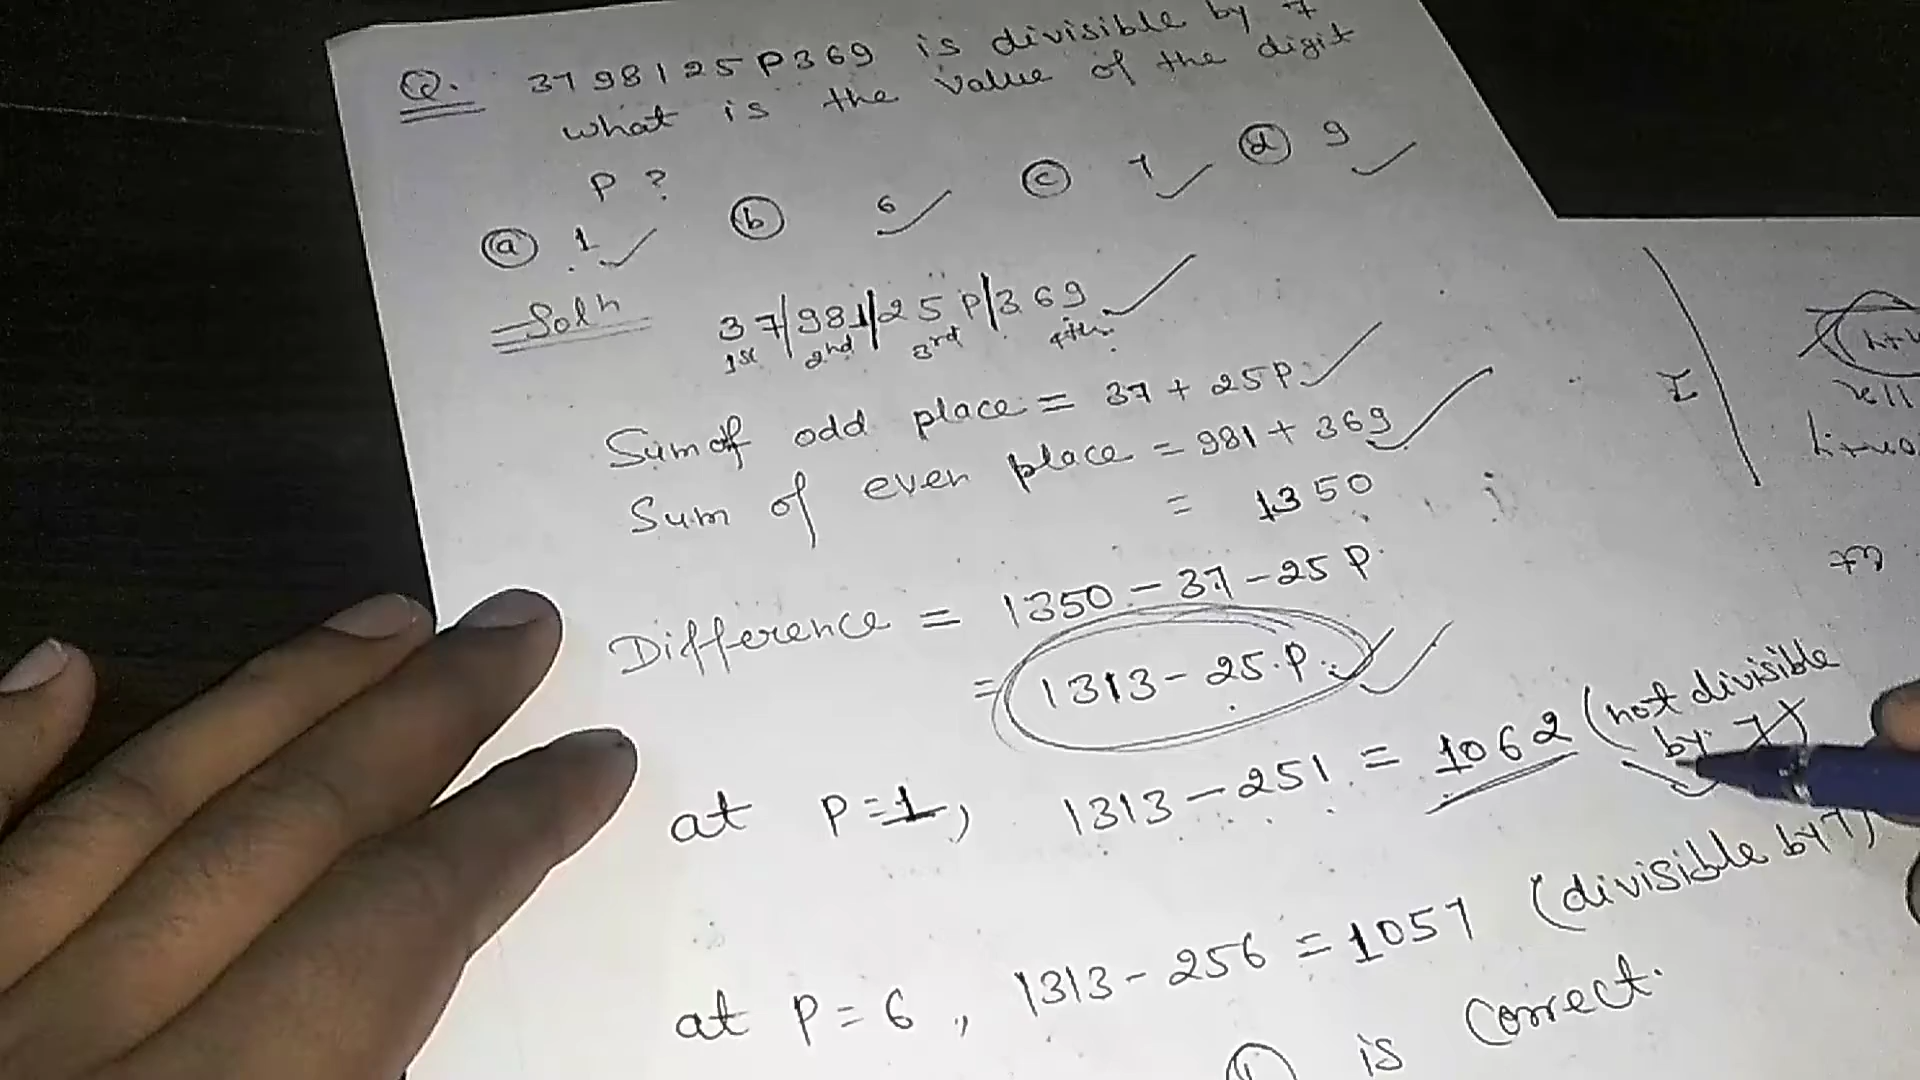 Q. 3798125P369 is divisible by 7
what is the value of the digit
P ?
(a) 1 (b) 6 (c) 7 (d) 9
Soln
37/981/25P/369
1st 2nd 3rd 4th
Sum of odd place = 37 + 25P
Sum of even place = 981 + 369
= 1350
Difference = 1350 - 37 - 25P
= 1313 - 25P
at P=1, 1313 - 251 = 1062 (not divisible
by 7)
at P = 6, 1313 - 256 = 1057 (divisible by 7)
is correct.